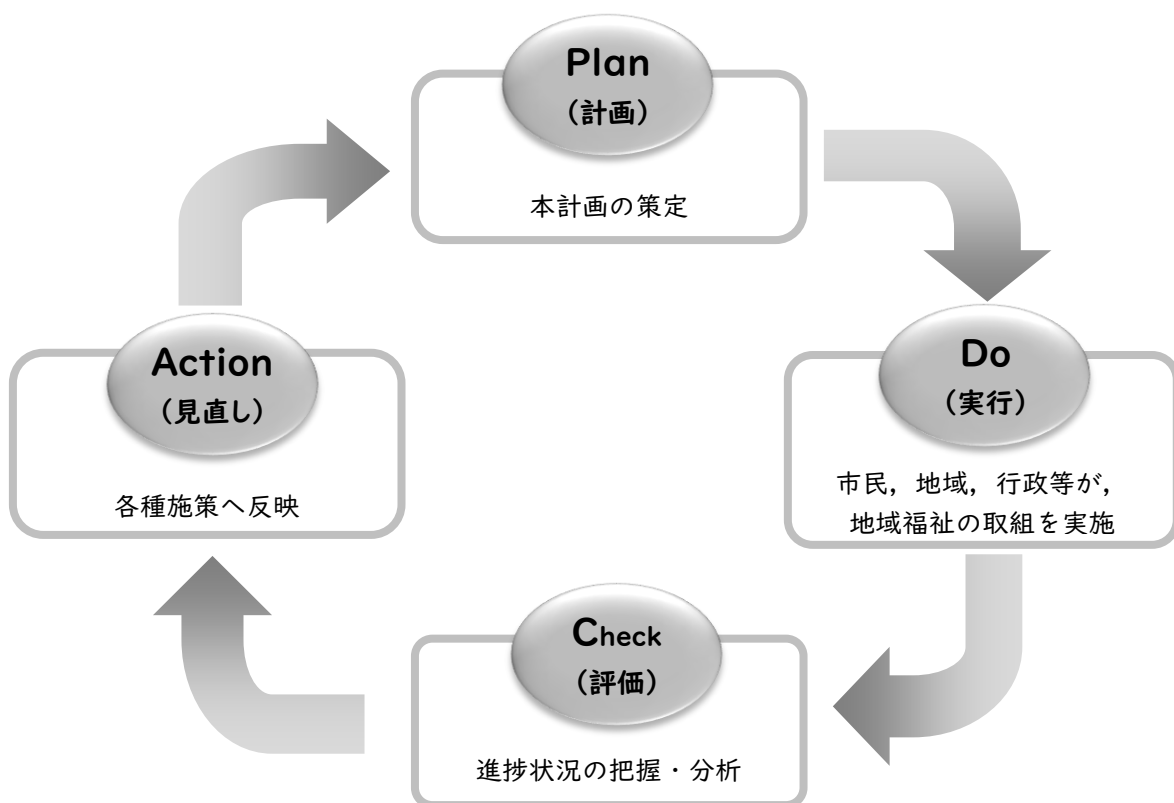 Plan
（計画）
本計画の策定
Do
（実行）
市民，地域，行政等が，
地域福祉の取組を実施
Check
（評価）
進捗状況の把握・分析
Action
（見直し）
各種施策へ反映